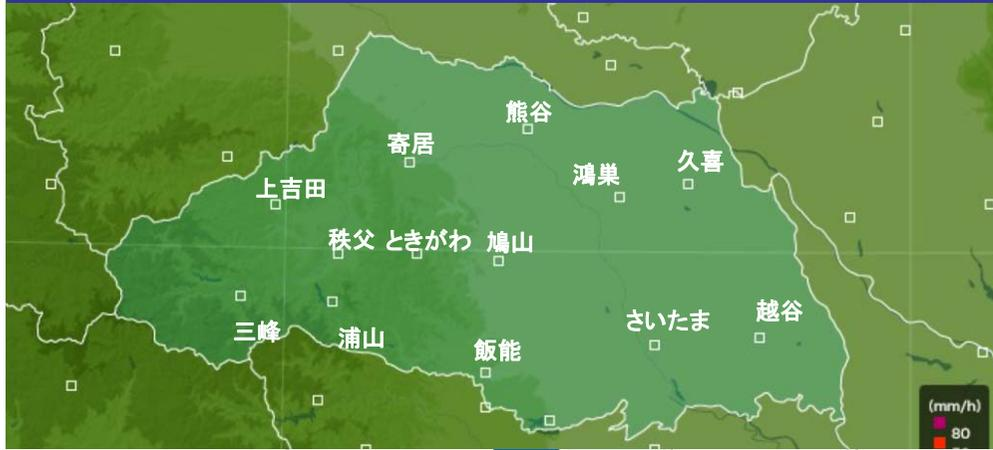 熊谷
寄居
久喜
鴻巣
上吉田
秩父 ときがわ 鳩山
越谷
さいたま
三峰
浦山
飯能
(mm/h)
80